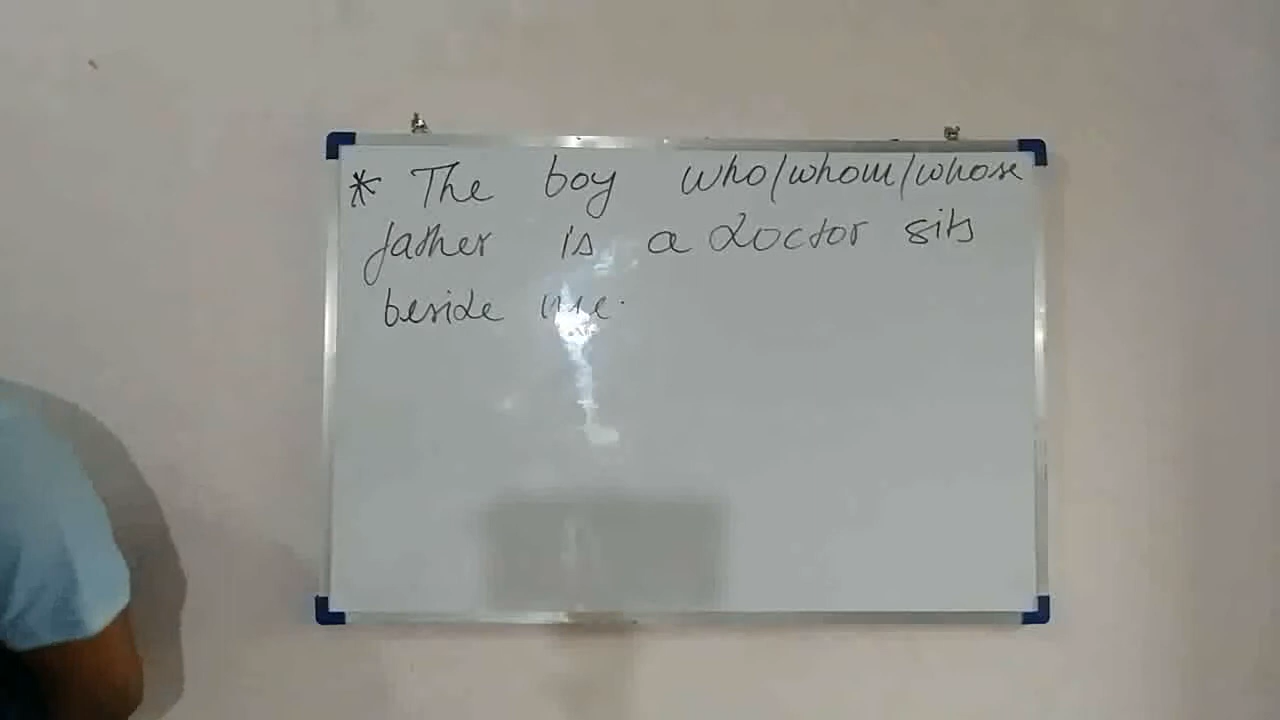 * The boy who/whom/whose
father is a doctor sits
beside me.